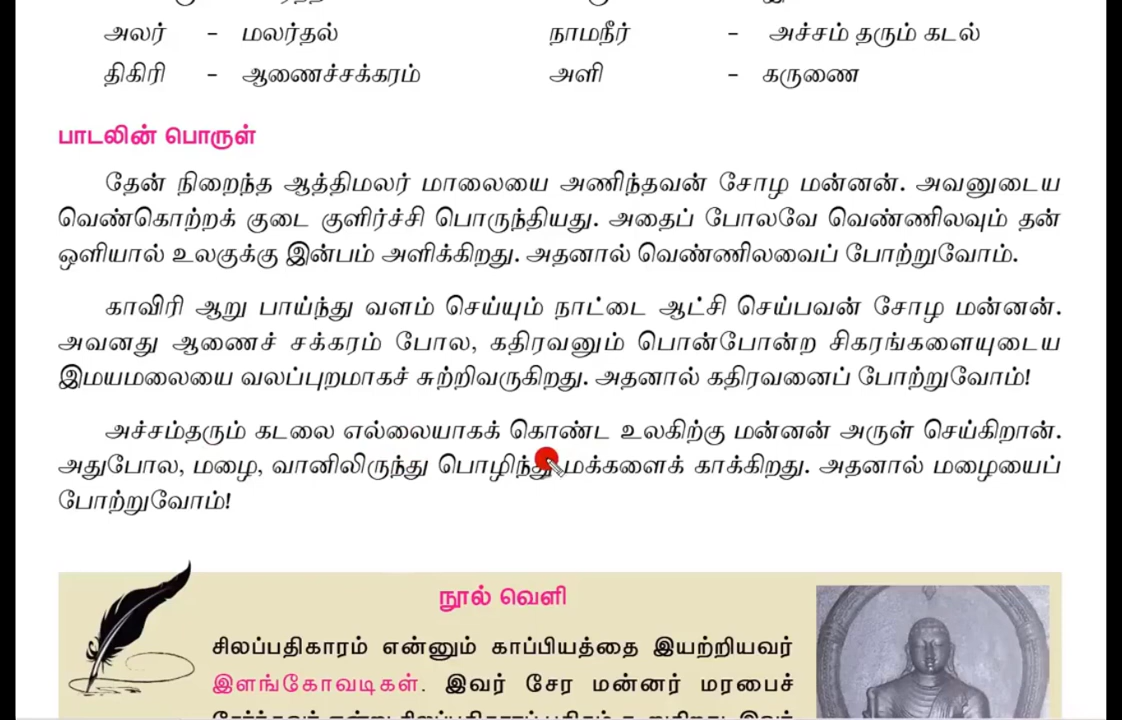 அலர் - மலர்தல் நாமநீர் - அச்சம் தரும் கடல்
திகிரி - ஆணைச்சக்கரம் அளி - கருணை
பாடலின் பொருள்
தேன் நிறைந்த ஆத்திமலர் மாலையை அணிந்தவன் சோழ மன்னன். அவனுடைய
வெண்கொற்றக் குடை குளிர்ச்சி பொருந்தியது. அதைப் போலவே வெண்ணிலவும் தன்
ஒளியால் உலகுக்கு இன்பம் அளிக்கிறது. அதனால் வெண்ணிலவைப் போற்றுவோம்.
காவிரி ஆறு பாய்ந்து வளம் செய்யும் நாட்டை ஆட்சி செய்பவன் சோழ மன்னன்.
அவனது ஆணைச் சக்கரம் போல, கதிரவனும் பொன்போன்ற சிகரங்களையுடைய
இமயமலையை வலப்புறமாகச் சுற்றிவருகிறது. அதனால் கதிரவனைப் போற்றுவோம்!
அச்சம்தரும் கடலை எல்லையாகக் கொண்ட உலகிற்கு மன்னன் அருள் செய்கிறான்.
அதுபோல, மழை, வானிலிருந்து பொழிந்து மக்களைக் காக்கிறது. அதனால் மழையைப்
போற்றுவோம்!
நூல் வெளி
சிலப்பதிகாரம் என்னும் காப்பியத்தை இயற்றியவர்
இளங்கோவடிகள். இவர் சேர மன்னர் மரபைச்